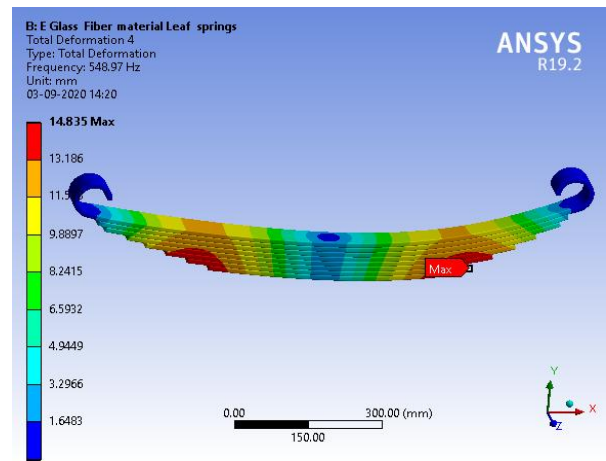 B: E Glass Fiber material Leaf springs
Total Deformation 4
Type: Total Deformation
Frequency: 548.97 Hz
Unit: mm
03-09-2020 14:20
ANSYS
R19.2
14.835 Max
13.186
9.8897
8.2415
6.5932
4.9449
3.2966
1.6483
Max
0.00
300.00 (mm)
150.00
Y
X
Z